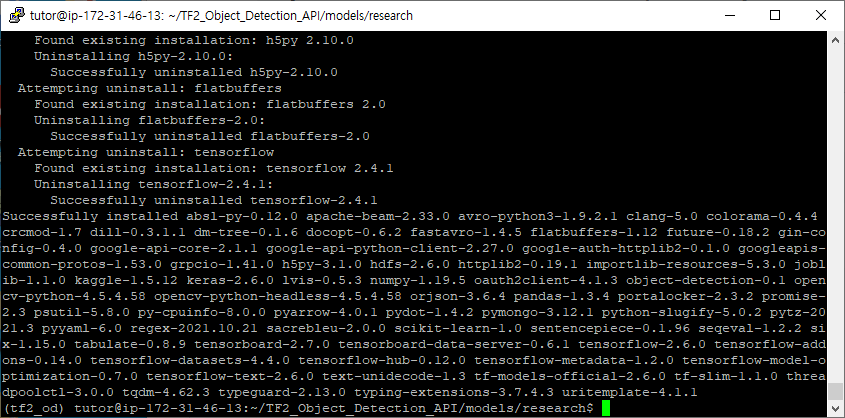 tutor@ip-172-31-46-13: ~/TF2_Object_Detection_API/models/research
    Found existing installation: h5py 2.10.0
    Uninstalling h5py-2.10.0:
      Successfully uninstalled h5py-2.10.0
  Attempting uninstall: flatbuffers
    Found existing installation: flatbuffers 2.0
    Uninstalling flatbuffers-2.0:
      Successfully uninstalled flatbuffers-2.0
  Attempting uninstall: tensorflow
    Found existing installation: tensorflow 2.4.1
    Uninstalling tensorflow-2.4.1:
      Successfully uninstalled tensorflow-2.4.1
Successfully installed absl-py-0.12.0 apache-beam-2.33.0 avro-python3-1.9.2.1 clang-5.0 colorama-0.4.4
crcmod-1.7 dill-0.3.1.1 dm-tree-0.1.6 docopt-0.6.2 fastavro-1.4.5 flatbuffers-1.12 future-0.18.2 gin-co
nfig-0.4.0 google-api-core-2.1.1 google-api-python-client-2.27.0 google-auth-httplib2-0.1.0 googleapis-
common-protos-1.53.0 grpcio-1.41.0 h5py-3.1.0 hdfs-2.6.0 httplib2-0.19.1 importlib-resources-5.3.0 jobl
ib-1.1.0 kaggle-1.5.12 keras-2.6.0 lvis-0.5.3 numpy-1.19.5 oauth2client-4.1.3 object-detection-0.1 open
cv-python-4.5.4.58 opencv-python-headless-4.5.4.58 orjson-3.6.4 pandas-1.3.4 portalocker-2.3.2 promise-
2.3 psutil-5.8.0 py-cpuinfo-8.0.0 pyarrow-4.0.1 pydot-1.4.2 pymongo-3.12.1 python-slugify-5.0.2 pytz-20
21.3 pyyaml-6.0 regex-2021.10.21 sacrebleu-2.0.0 scikit-learn-1.0 sentencepiece-0.1.96 seqeval-1.2.2 si
x-1.15.0 tabulate-0.8.9 tensorboard-2.7.0 tensorboard-data-server-0.6.1 tensorflow-2.6.0 tensorflow-add
ons-0.14.0 tensorflow-datasets-4.4.0 tensorflow-hub-0.12.0 tensorflow-metadata-1.2.0 tensorflow-model-o
ptimization-0.7.0 tensorflow-text-2.6.0 text-unidecode-1.3 tf-models-official-2.6.0 tf-slim-1.1.0 threa
dpoolctl-3.0.0 tqdm-4.62.3 typeguard-2.13.0 typing-extensions-3.7.4.3 uritemplate-4.1.1
(tf2_od) tutor@ip-172-31-46-13:~/TF2_Object_Detection_API/models/research$